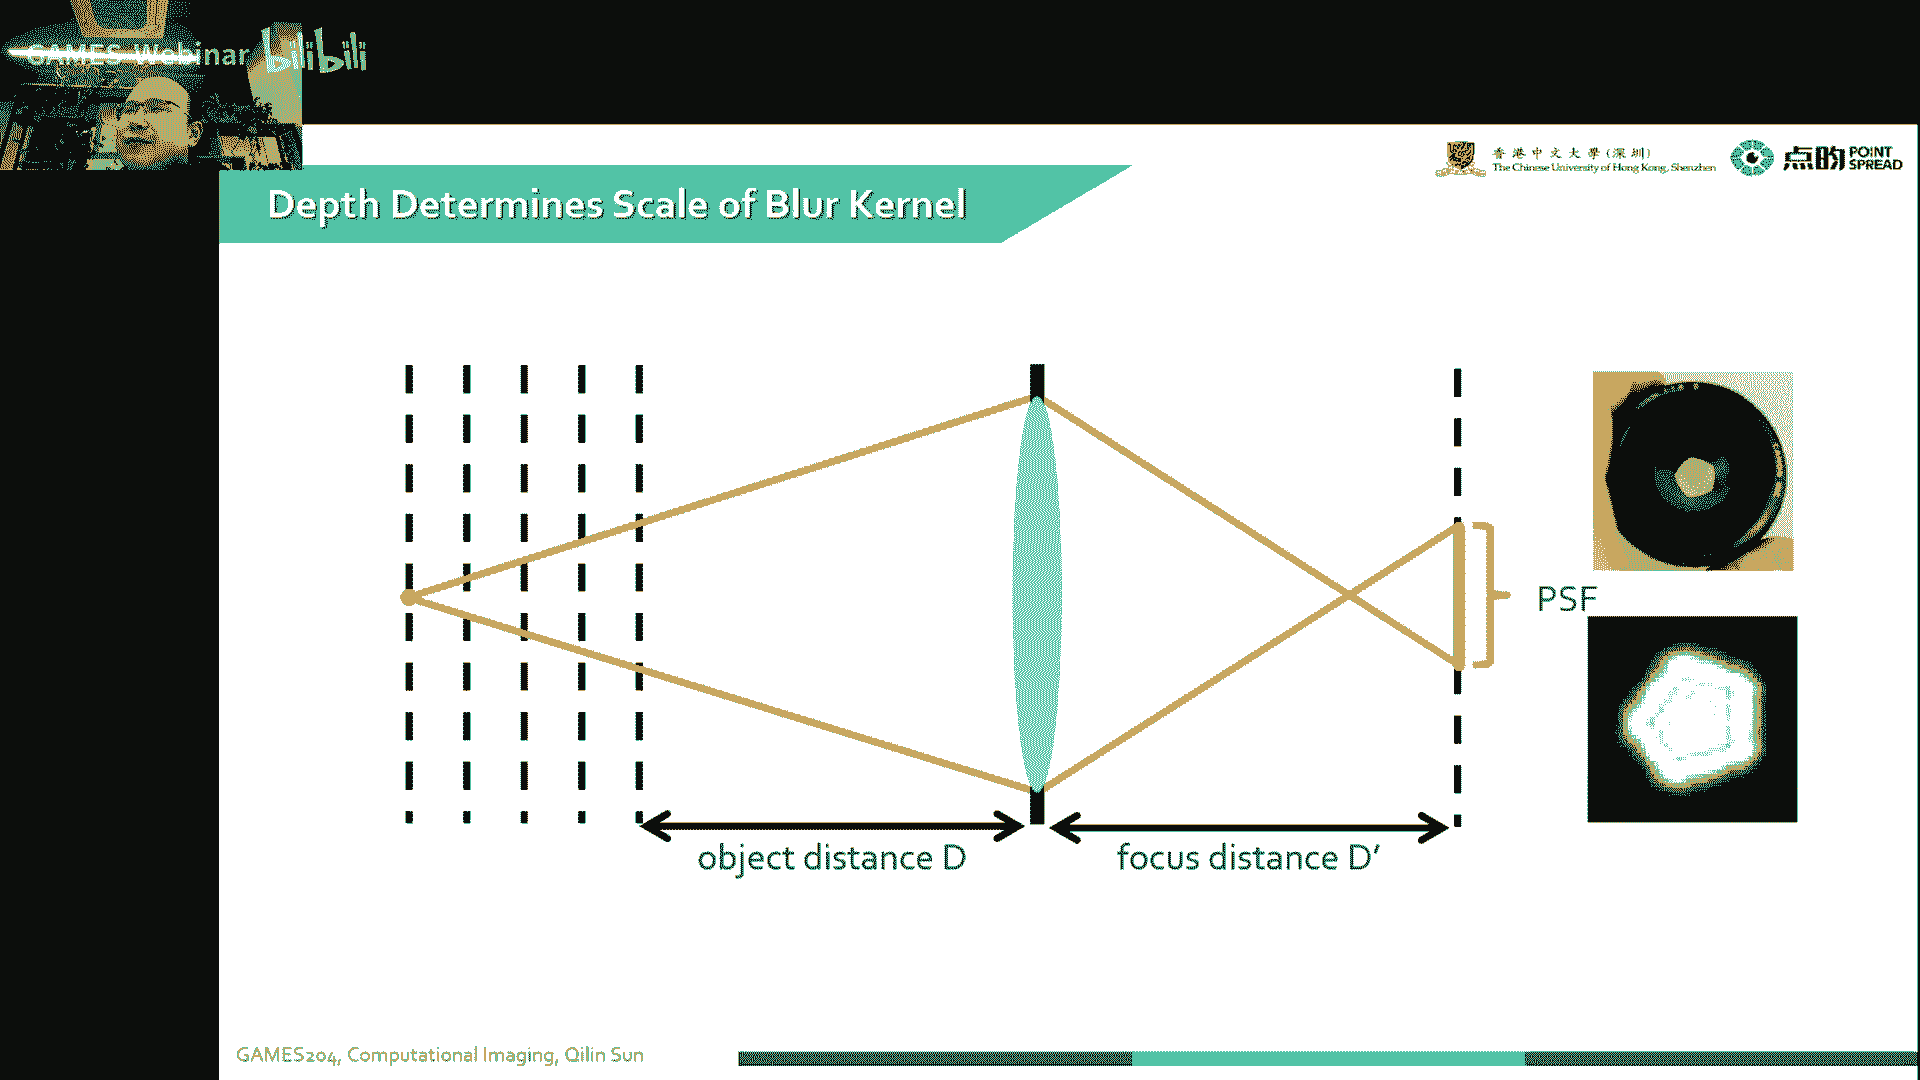 GAMES Webinar bilibili
香港中文大學(深圳)
The Chinese University of Hong Kong, Shenzhen
点昀 POINT SPREAD
Depth Determines Scale of Blur Kernel
PSF
object distance D
focus distance D’
GAMES204, Computational Imaging, Qilin Sun